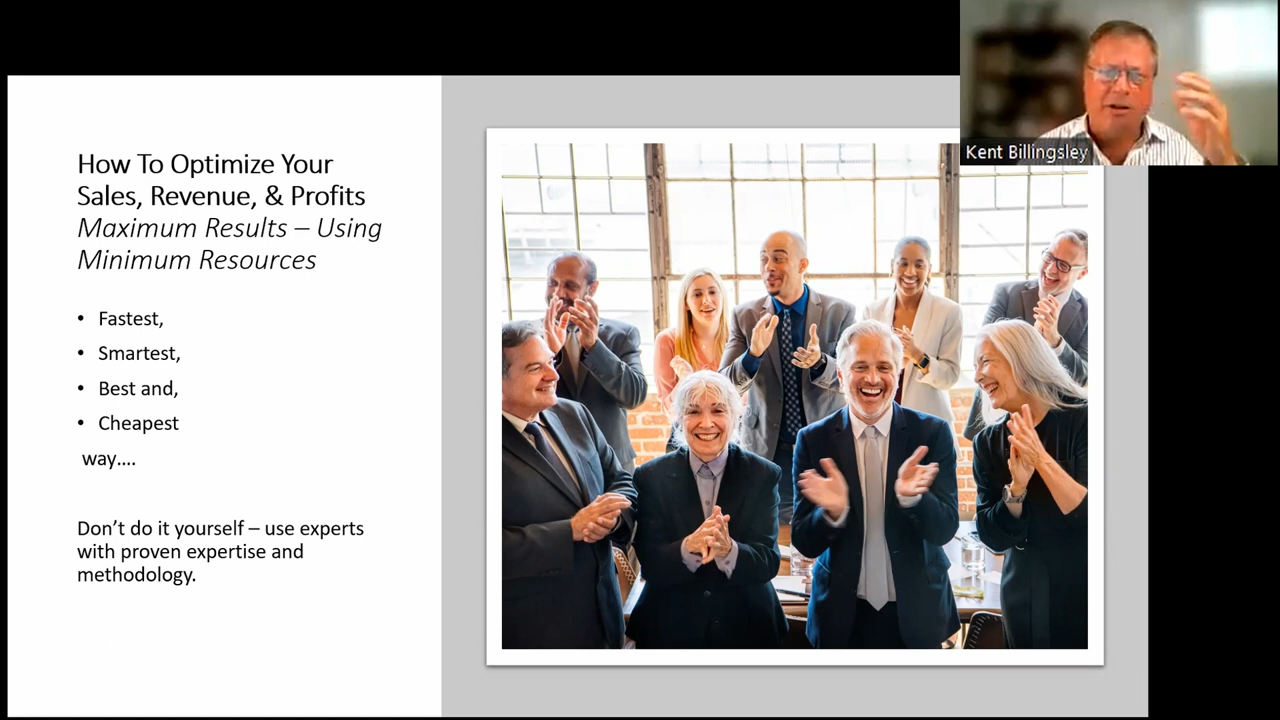 How To Optimize Your
Sales, Revenue, & Profits
Maximum Results – Using
Minimum Resources
• Fastest,
• Smartest,
• Best and,
• Cheapest
way....
Don’t do it yourself – use experts
with proven expertise and
methodology.
Kent Billingsley